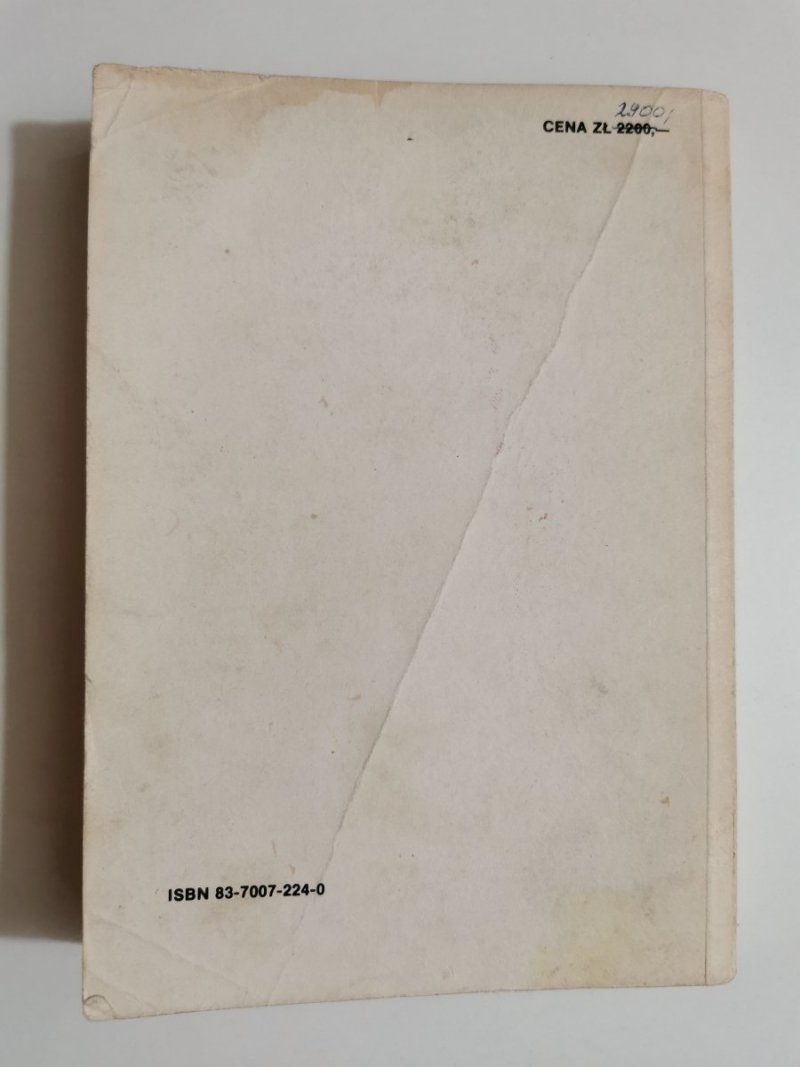 2900,
CENA ZŁ 2200,—
ISBN 83-7007-224-0